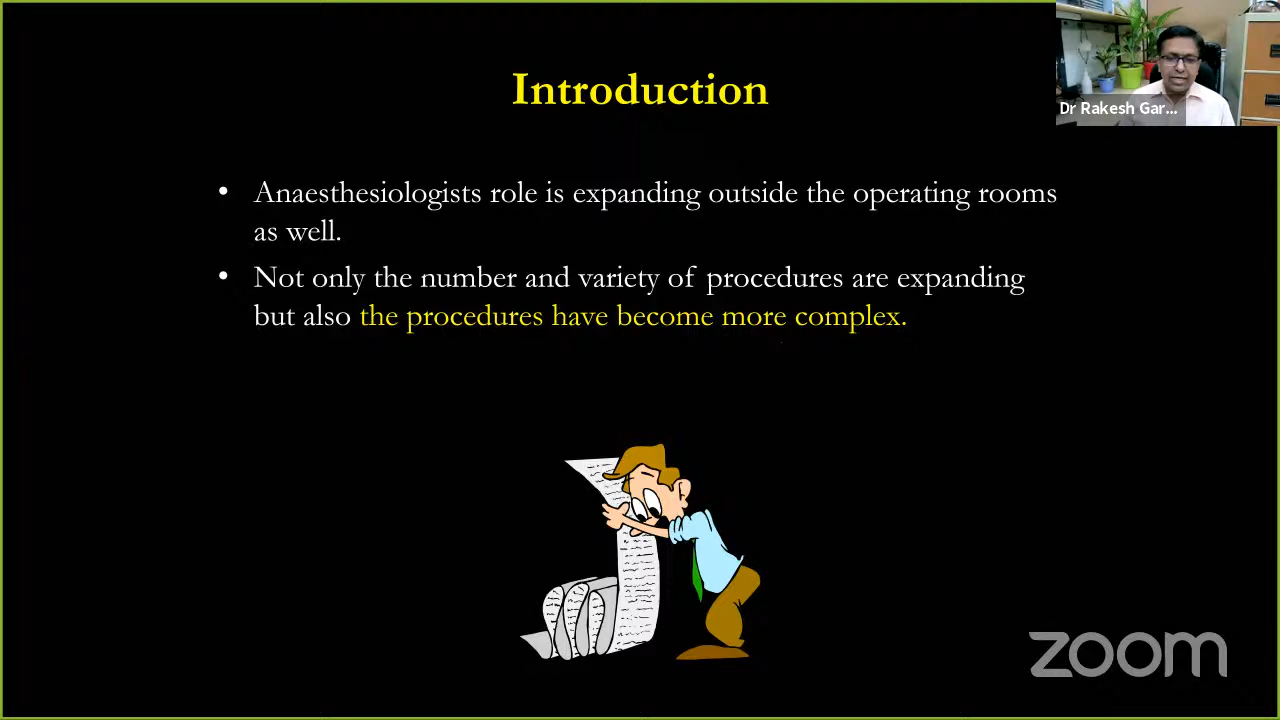 Introduction
Dr Rakesh Gar...
• Anaesthesiologists role is expanding outside the operating rooms
as well.
• Not only the number and variety of procedures are expanding
but also the procedures have become more complex.
zoom